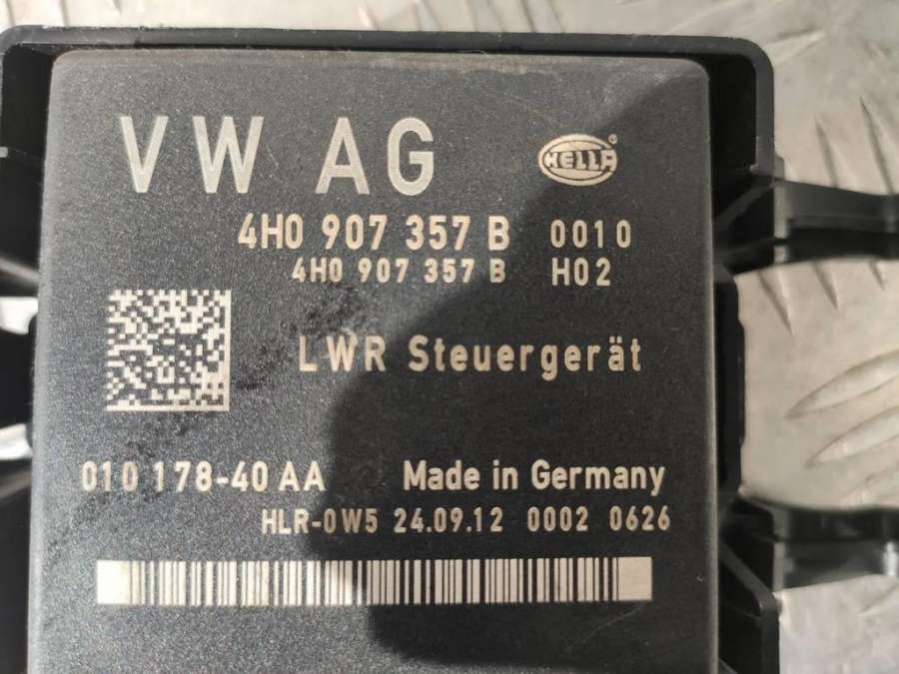 VW AG
HELLA
4H0 907 357 B 0010
4H0 907 357 B H02
LWR Steuergerät
010 178-40 AA Made in Germany
HLR-0W5 24.09.12 0002 0626